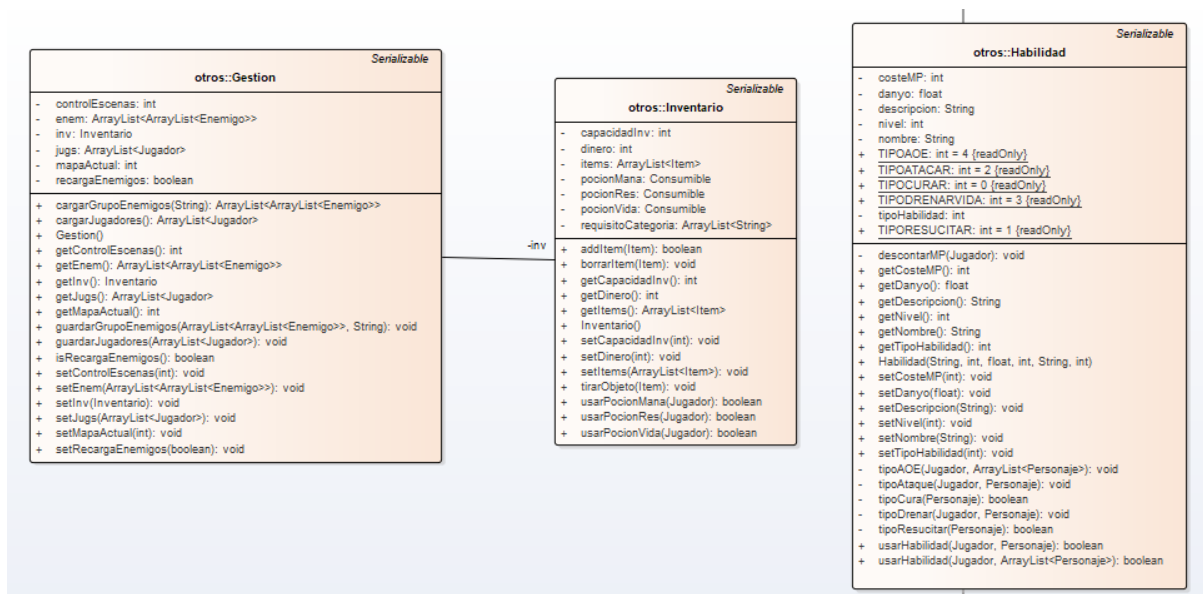 Serializable
otros::Gestion
- controlEscenas: int
- enem: ArrayList<ArrayList<Enemigo>>
- inv: Inventario
- jugs: ArrayList<Jugador>
- mapaActual: int
- recargaEnemigos: boolean
+ cargarGrupoEnemigos(String): ArrayList<ArrayList<Enemigo>>
+ cargarJugadores(): ArrayList<Jugador>
+ Gestion()
+ getControlEscenas(): int
+ getEnem(): ArrayList<ArrayList<Enemigo>>
+ getInv(): Inventario
+ getJugs(): ArrayList<Jugador>
+ getMapaActual(): int
+ guardarGrupoEnemigos(ArrayList<ArrayList<Enemigo>>, String): void
+ guardarJugadores(ArrayList<Jugador>): void
+ isRecargaEnemigos(): boolean
+ setControlEscenas(int): void
+ setEnem(ArrayList<ArrayList<Enemigo>>): void
+ setInv(Inventario): void
+ setJugs(ArrayList<Jugador>): void
+ setMapaActual(int): void
+ setRecargaEnemigos(boolean): void
-inv
Serializable
otros::Inventario
- capacidadInv: int
- dinero: int
- items: ArrayList<Item>
- pocionMana: Consumible
- pocionRes: Consumible
- pocionVida: Consumible
- requisitoCategoria: ArrayList<String>
+ addItem(Item): boolean
+ borrarItem(Item): void
+ getCapacidadInv(): int
+ getDinero(): int
+ getItems(): ArrayList<Item>
+ Inventario()
+ setCapacidadInv(int): void
+ setDinero(int): void
+ setItems(ArrayList<Item>): void
+ tirarObjeto(Item): void
+ usarPocionMana(Jugador): boolean
+ usarPocionRes(Jugador): boolean
+ usarPocionVida(Jugador): boolean
Serializable
otros::Habilidad
- costeMP: int
- danyo: float
- descripcion: String
- nivel: int
- nombre: String
+ TIPOAOE: int = 4 {readOnly}
+ TIPOATACAR: int = 2 {readOnly}
+ TIPOCURAR: int = 0 {readOnly}
+ TIPODRENARVIDA: int = 3 {readOnly}
- tipoHabilidad: int
+ TIPORESUCITAR: int = 1 {readOnly}
- descontarMP(Jugador): void
+ getCosteMP(): int
+ getDanyo(): float
+ getDescripcion(): String
+ getNivel(): int
+ getNombre(): String
+ getTipoHabilidad(): int
+ Habilidad(String, int, float, int, String, int)
+ setCosteMP(int): void
+ setDanyo(float): void
+ setDescripcion(String): void
+ setNivel(int): void
+ setNombre(String): void
+ setTipoHabilidad(int): void
- tipoAOE(Jugador, ArrayList<Personaje>): void
- tipoAtaque(Jugador, Personaje): void
- tipoCura(Personaje): boolean
- tipoDrenar(Jugador, Personaje): void
- tipoResucitar(Personaje): boolean
+ usarHabilidad(Jugador, Personaje): boolean
+ usarHabilidad(Jugador, ArrayList<Personaje>): boolean